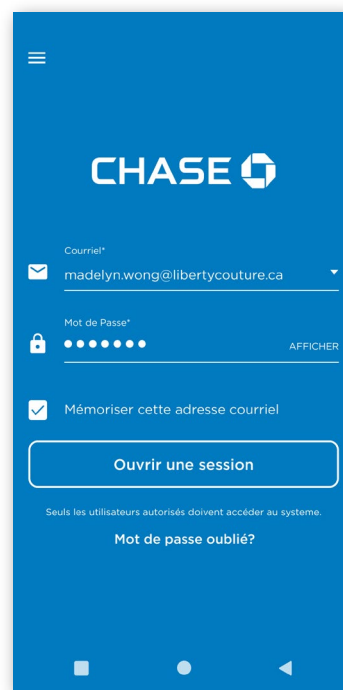 CHASE
Courriel*
madelyn.wong@libertycouture.ca
Mot de Passe*
AFFICHER
Mémoriser cette adresse courriel
Ouvrir une session
Seuls les utilisateurs autorisés doivent accéder au systeme.
Mot de passe oublié?